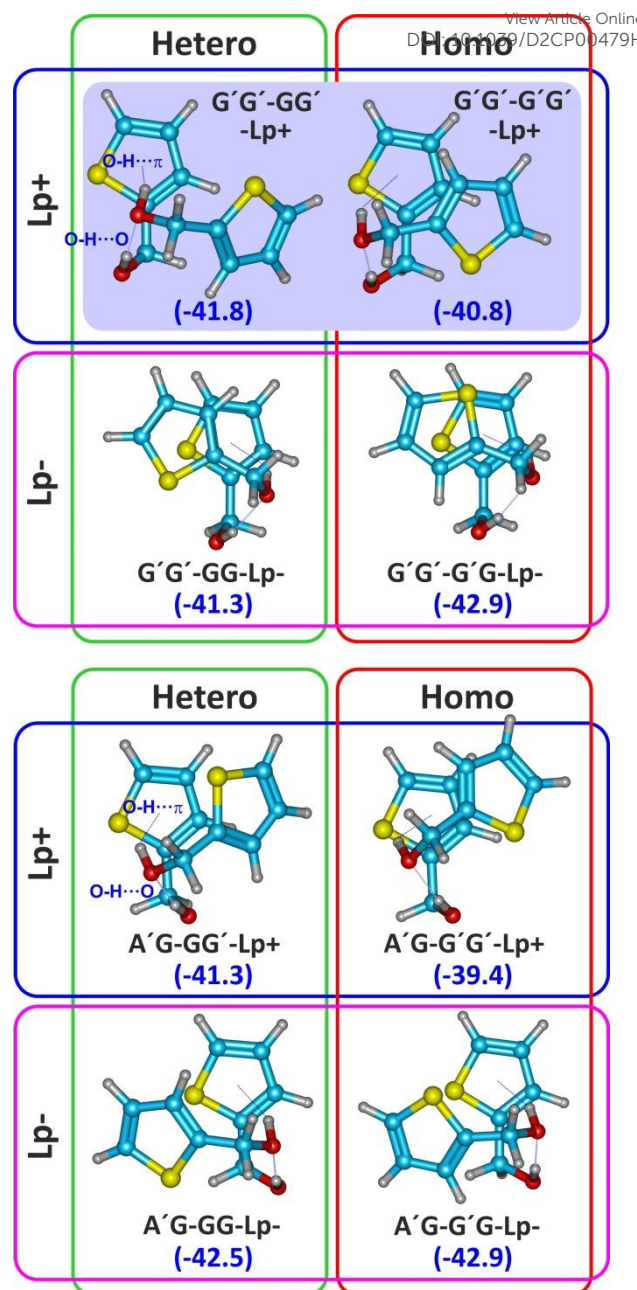 View Article Online
Hetero
Homo
Lp+
G´G´-GG´
-Lp+
O-H···π
O-H···O
(-41.8)
G´G´-G´G´
-Lp+
(-40.8)
Lp-
G´G´-GG-Lp-
(-41.3)
G´G´-G´G-Lp-
(-42.9)
Hetero
Homo
Lp+
O-H···π
O-H···O
A´G-GG´-Lp+
(-41.3)
A´G-G´G´-Lp+
(-39.4)
Lp-
A´G-GG-Lp-
(-42.5)
A´G-G´G-Lp-
(-42.9)